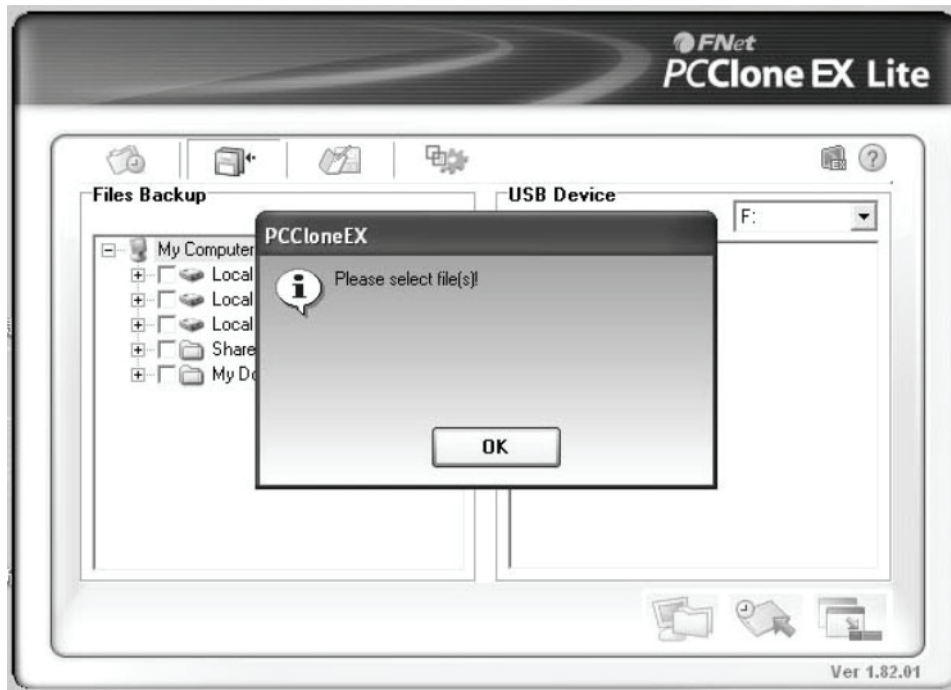 FNet
PCClone EX Lite
EX
Files Backup
USB Device
F:
My Computer
Local
Local
Local
Share
My Do
PCCloneEX
Please select file(s)!
OK
Ver 1.82.01